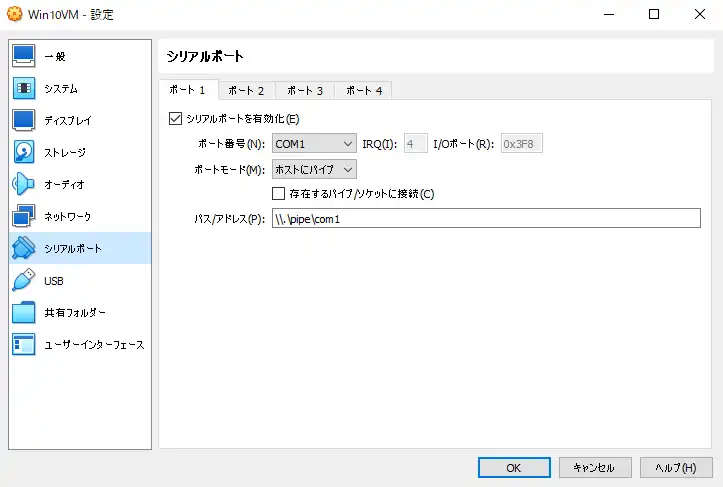 Win10VM - 設定
一般
システム
ディスプレイ
ストレージ
オーディオ
ネットワーク
シリアルポート
USB
共有フォルダー
ユーザーインターフェース
シリアルポート
ポート 1 ポート 2 ポート 3 ポート 4
シリアルポートを有効化(E)
ポート番号(N): COM1 IRQ(I): 4 I/Oポート(R): 0x3F8
ポートモード(M): ホストにパイプ
存在するパイプ/ソケットに接続(C)
パス/アドレス(P): \\.\pipe\com1
OK キャンセル ヘルプ(H)